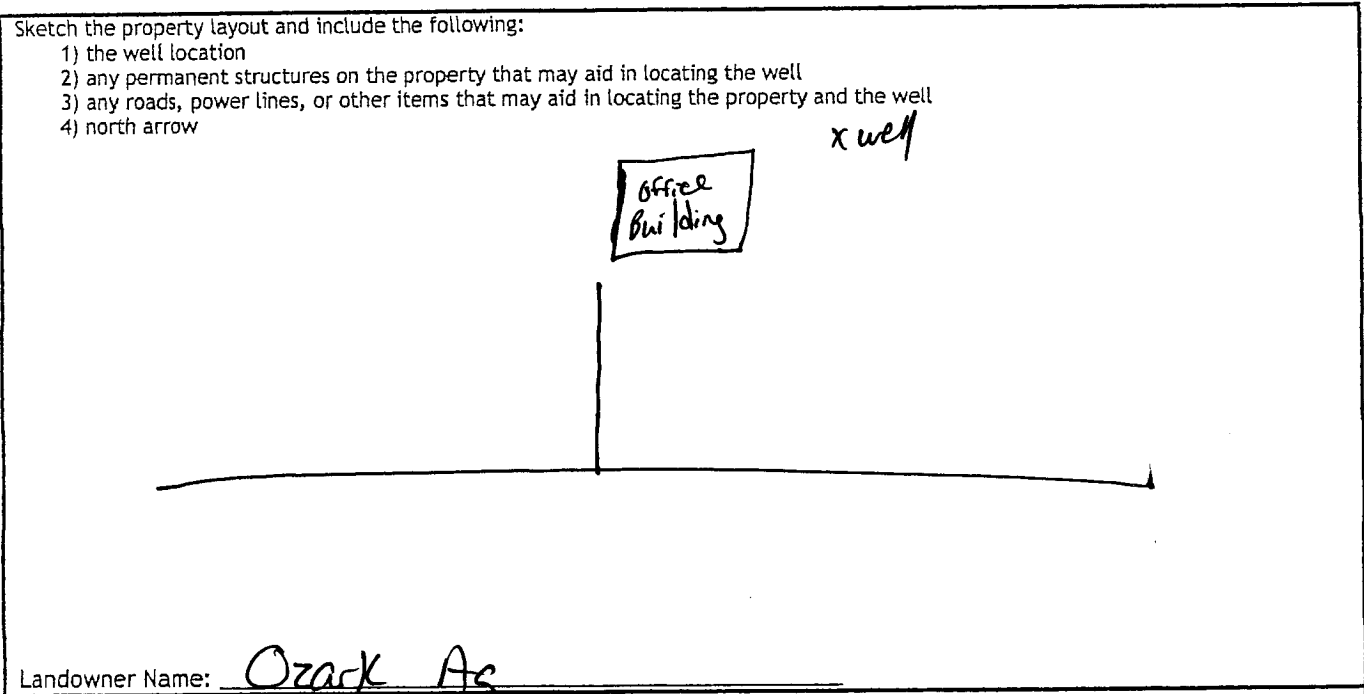 Sketch the property layout and include the following:
1) the well location
2) any permanent structures on the property that may aid in locating the well
3) any roads, power lines, or other items that may aid in locating the property and the well
4) north arrow
x well
Office
Building
Landowner Name: Ozark Ag